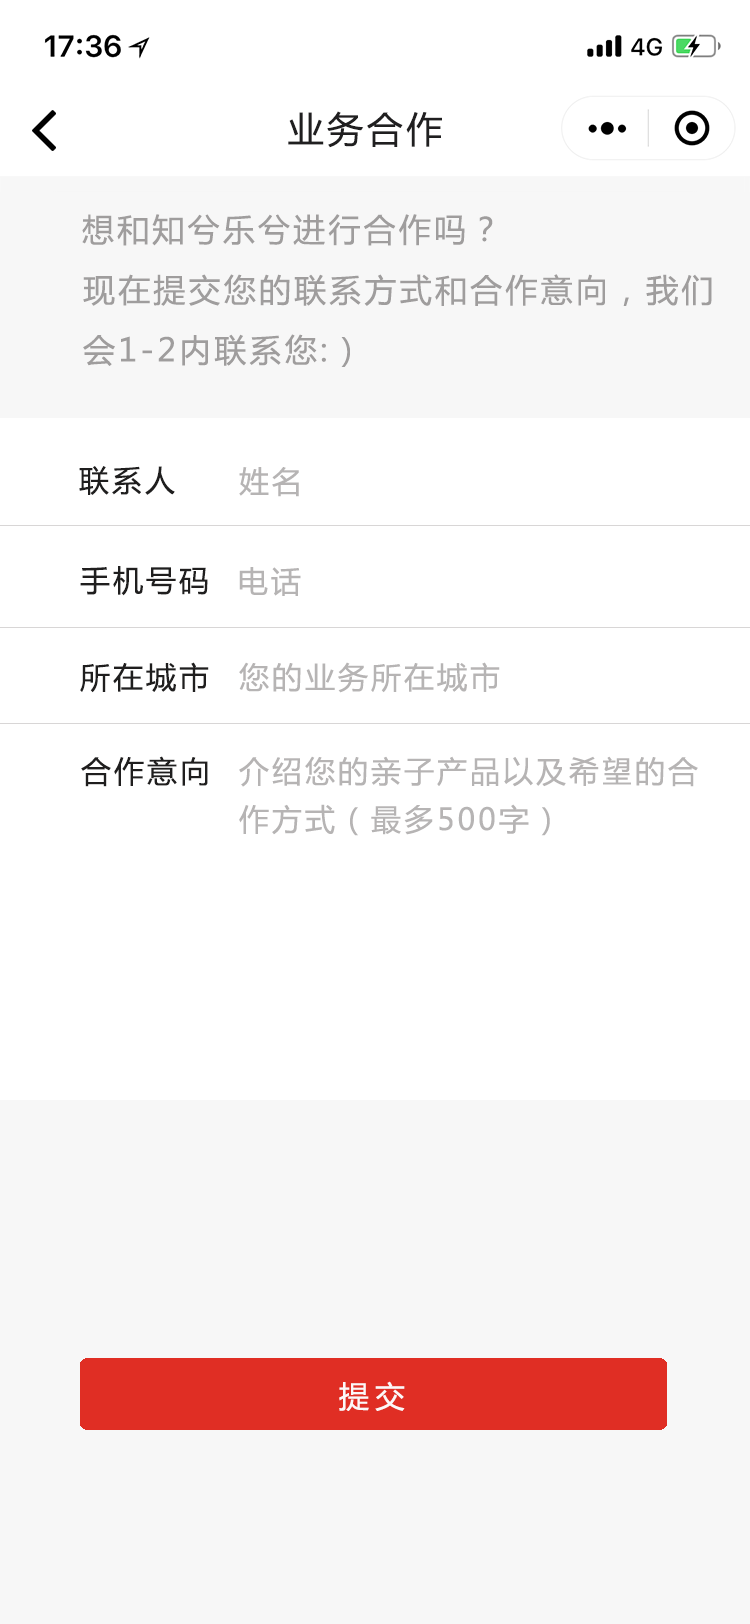 17:36 4G
业务合作
想和知兮乐兮进行合作吗？
现在提交您的联系方式和合作意向，我们
会1-2内联系您:）
联系人 姓名
手机号码 电话
所在城市 您的业务所在城市
合作意向 介绍您的亲子产品以及希望的合
作方式（最多500字）
提交